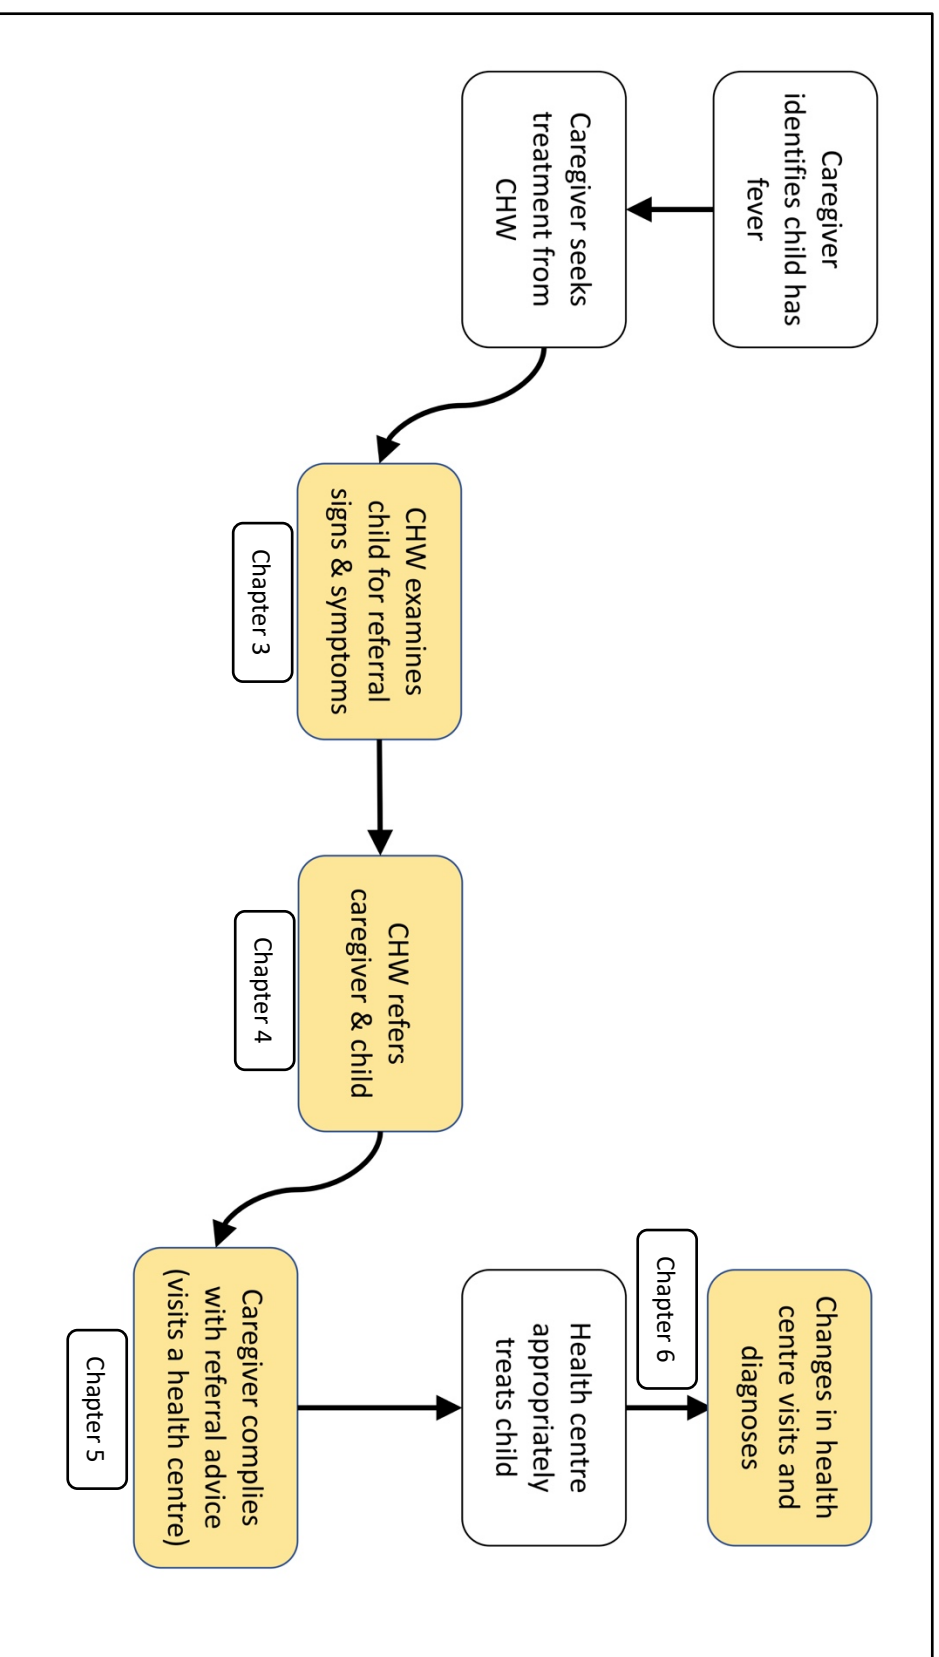 Caregiver
identifies child has
fever
Caregiver seeks
treatment from
CHW
CHW examines
child for referral
signs & symptoms
Chapter 3
CHW refers
caregiver & child
Chapter 4
Caregiver complies
with referral advice
(visits a health centre)
Chapter 5
Health centre
appropriately
treats child
Changes in health
centre visits and
diagnoses
Chapter 6